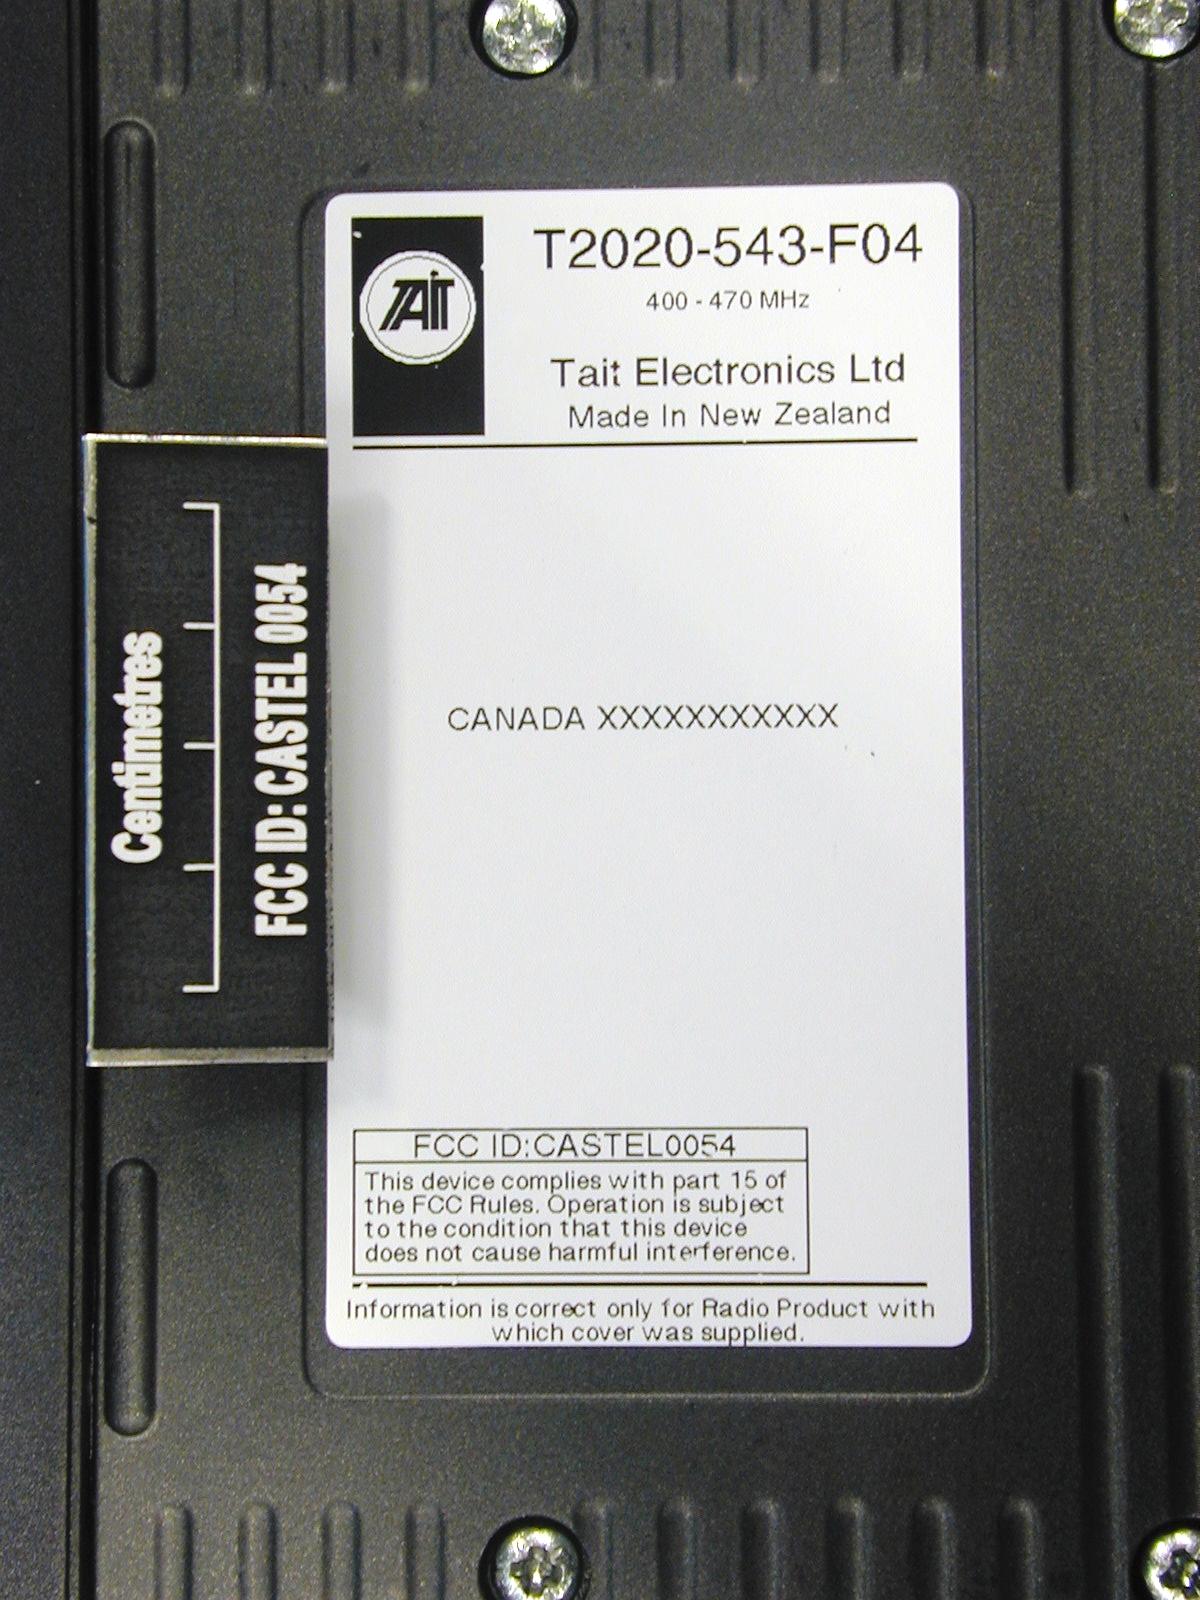 TAIT
T2020-543-F04
400 - 470 MHz
Tait Electronics Ltd
Made In New Zealand
Centimetres
FCC ID: CASTEL 0054
CANADA XXXXXXXXXXX
FCC ID:CASTEL0054
This device complies with part 15 of
the FCC Rules. Operation is subject
to the condition that this device
does not cause harmful interference.
Information is correct only for Radio Product with
which cover was supplied.